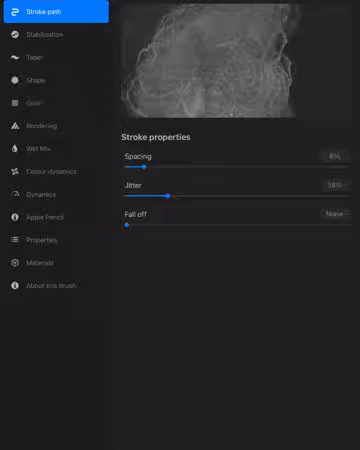 Stroke path
Stabilisation
Taper
Shape
Grain
Rendering
Wet Mix
Colour dynamics
Dynamics
Apple Pencil
Properties
Materials
About this brush
Stroke properties
Spacing
8%
Jitter
38%
Fall off
None